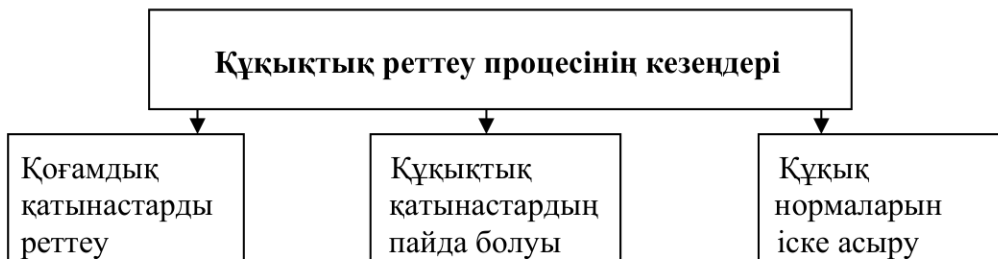 Құқықтық реттеу процесінің кезеңдері
Қоғамдық
қатынастарды
реттеу
Құқықтық
қатынастардың
пайда болуы
Құқық
нормаларын
іске асыру